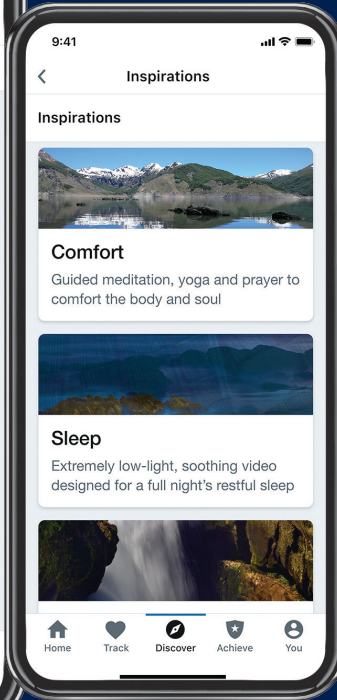 9:41
Inspirations
Inspirations
Comfort
Guided meditation, yoga and prayer to
comfort the body and soul
Sleep
Extremely low-light, soothing video
designed for a full night's restful sleep
Home Track Discover Achieve You